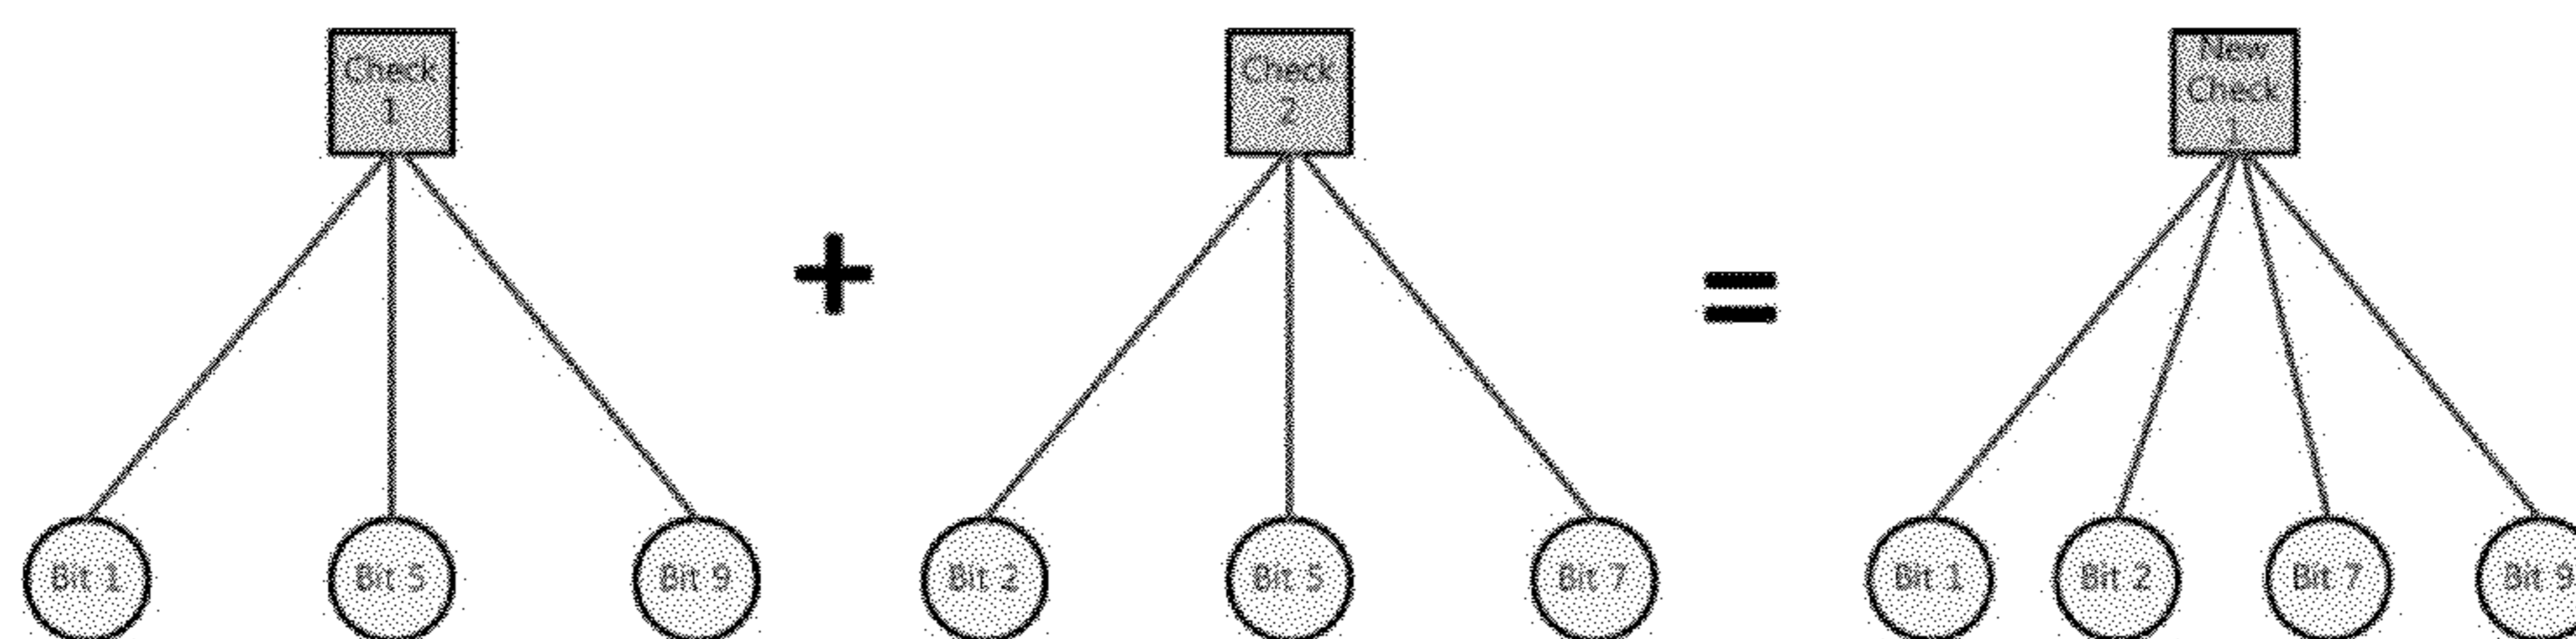 Check
1
Check
2
New
Check
1
+
=
Bit 1
Bit 5
Bit 9
Bit 2
Bit 5
Bit 7
Bit 1
Bit 2
Bit 7
Bit 9